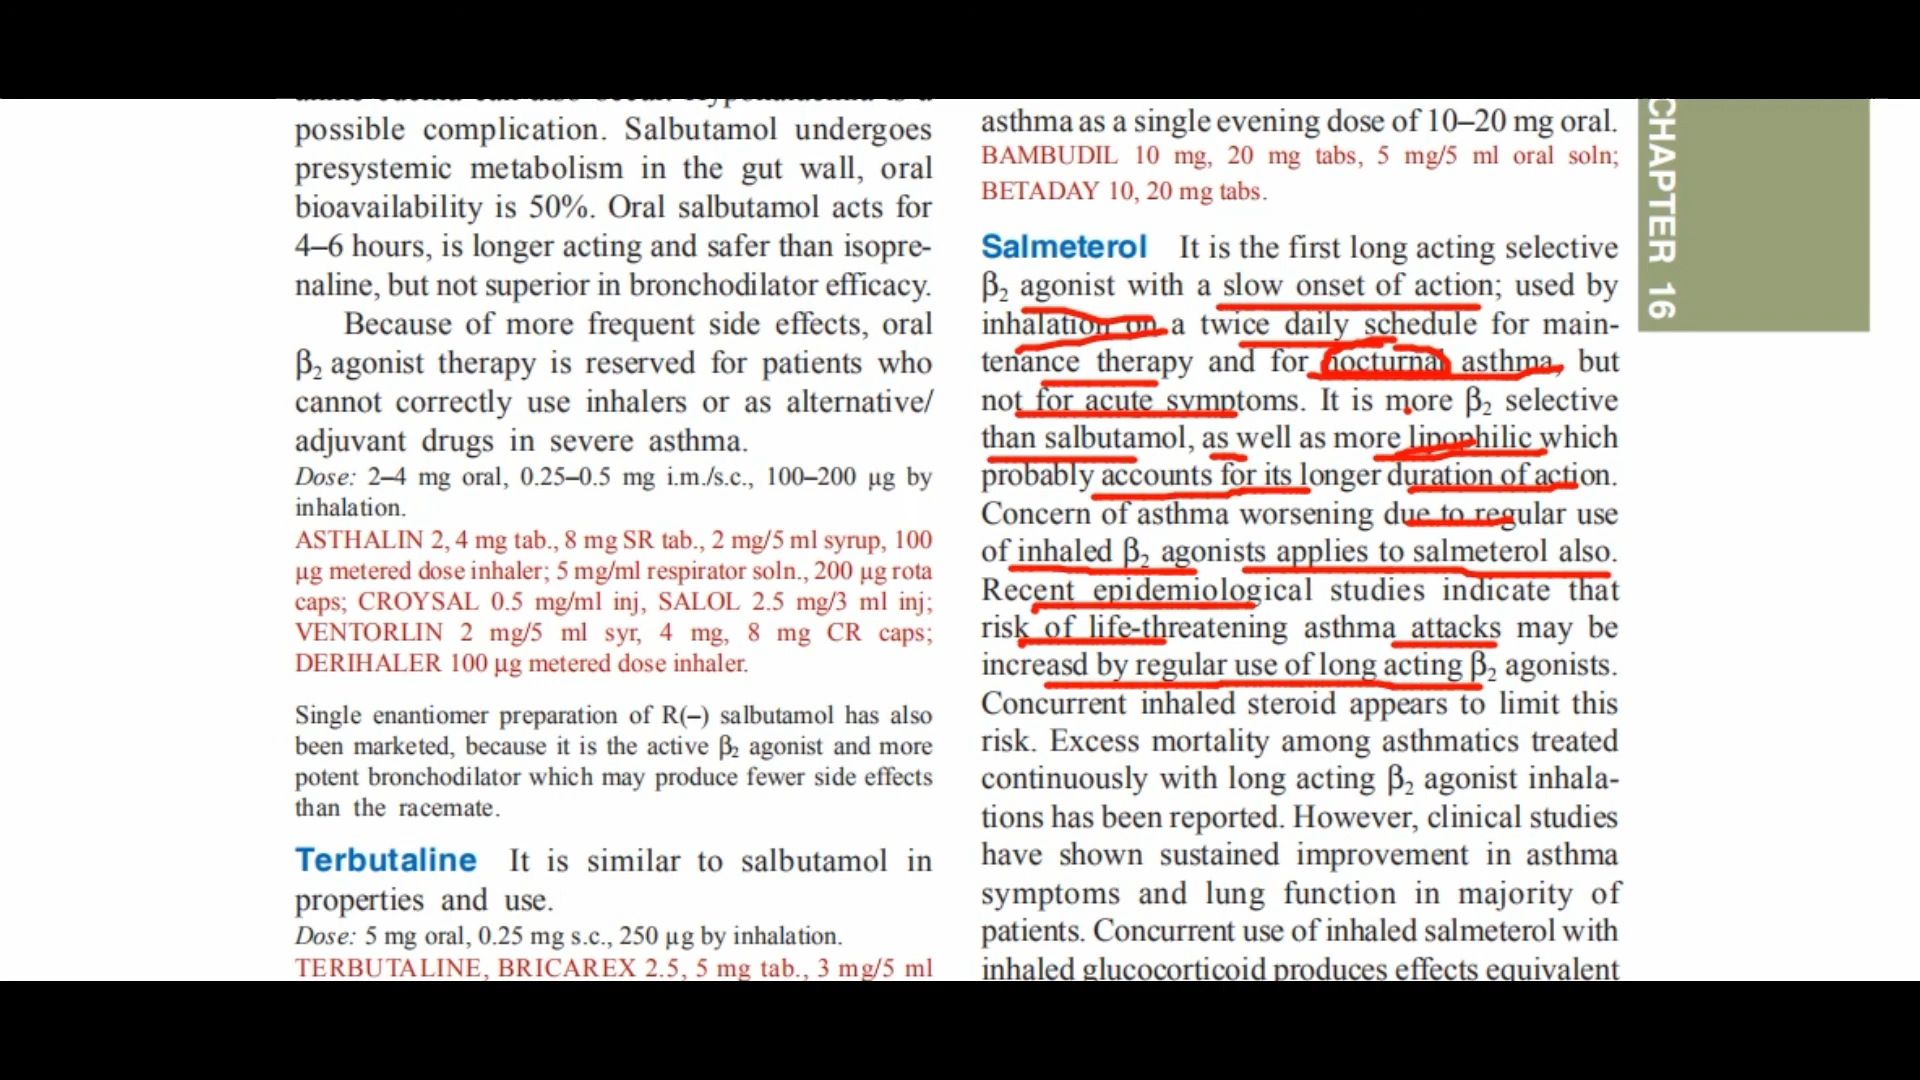 possible complication. Salbutamol undergoes
presystemic metabolism in the gut wall, oral
bioavailability is 50%. Oral salbutamol acts for
4–6 hours, is longer acting and safer than isopre-
naline, but not superior in bronchodilator efficacy.
Because of more frequent side effects, oral
β₂ agonist therapy is reserved for patients who
cannot correctly use inhalers or as alternative/
adjuvant drugs in severe asthma.
Dose: 2–4 mg oral, 0.25–0.5 mg i.m./s.c., 100–200 μg by
inhalation.
ASTHALIN 2, 4 mg tab., 8 mg SR tab., 2 mg/5 ml syrup, 100
μg metered dose inhaler; 5 mg/ml respirator soln., 200 μg rota
caps; CROYSAL 0.5 mg/ml inj, SALOL 2.5 mg/3 ml inj;
VENTORLIN 2 mg/5 ml syr, 4 mg, 8 mg CR caps;
DERIHALER 100 μg metered dose inhaler.
Single enantiomer preparation of R(–) salbutamol has also
been marketed, because it is the active β₂ agonist and more
potent bronchodilator which may produce fewer side effects
than the racemate.
Terbutaline It is similar to salbutamol in
properties and use.
Dose: 5 mg oral, 0.25 mg s.c., 250 μg by inhalation.
TERBUTALINE, BRICAREX 2.5, 5 mg tab., 3 mg/5 ml
asthma as a single evening dose of 10–20 mg oral.
BAMBUDIL 10 mg, 20 mg tabs, 5 mg/5 ml oral soln;
BETADAY 10, 20 mg tabs.
Salmeterol It is the first long acting selective
β₂ agonist with a slow onset of action; used by
inhalation on a twice daily schedule for main-
tenance therapy and for nocturnal asthma, but
not for acute symptoms. It is more β₂ selective
than salbutamol, as well as more lipophilic which
probably accounts for its longer duration of action.
Concern of asthma worsening due to regular use
of inhaled β₂ agonists applies to salmeterol also.
Recent epidemiological studies indicate that
risk of life-threatening asthma attacks may be
increasd by regular use of long acting β₂ agonists.
Concurrent inhaled steroid appears to limit this
risk. Excess mortality among asthmatics treated
continuously with long acting β₂ agonist inhala-
tions has been reported. However, clinical studies
have shown sustained improvement in asthma
symptoms and lung function in majority of
patients. Concurrent use of inhaled salmeterol with
inhaled glucocorticoid produces effects equivalent
CHAPTER 16